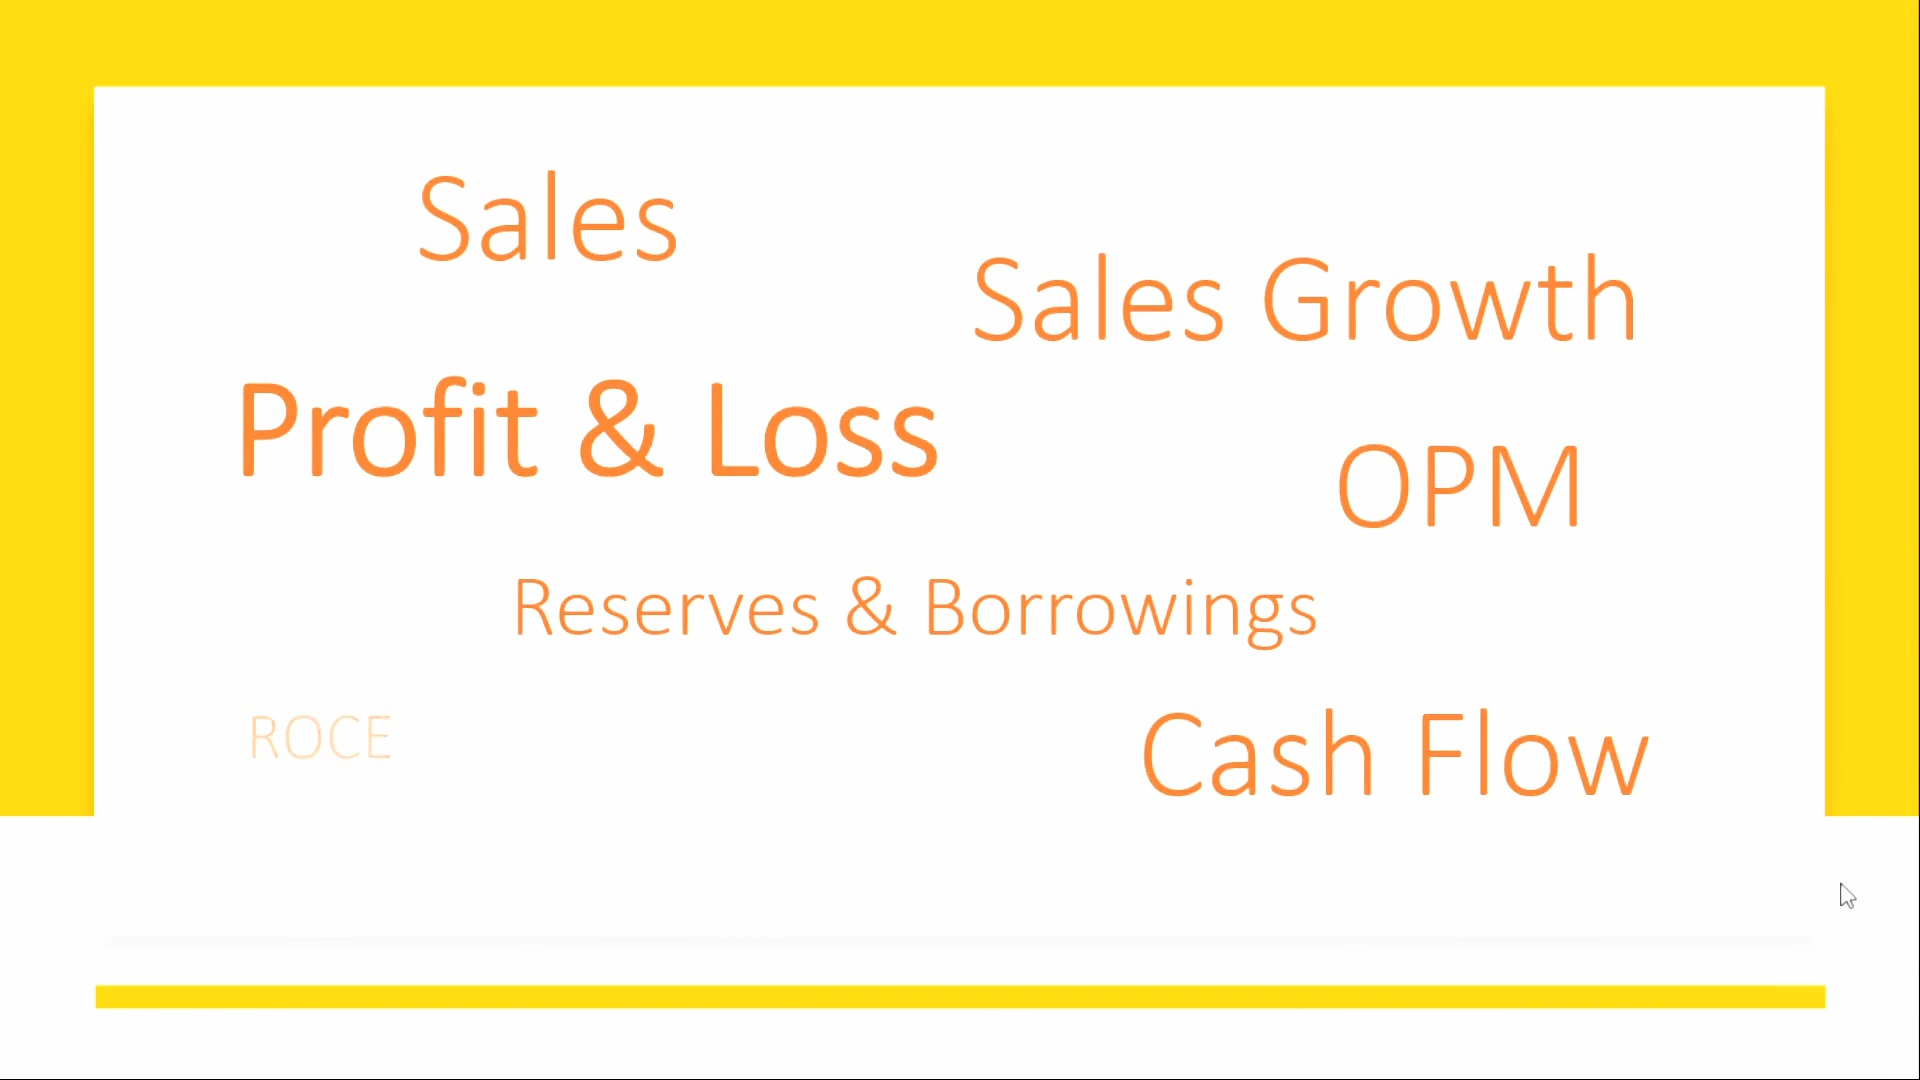 Sales
Sales Growth
Profit & Loss
OPM
Reserves & Borrowings
ROCE
Cash Flow